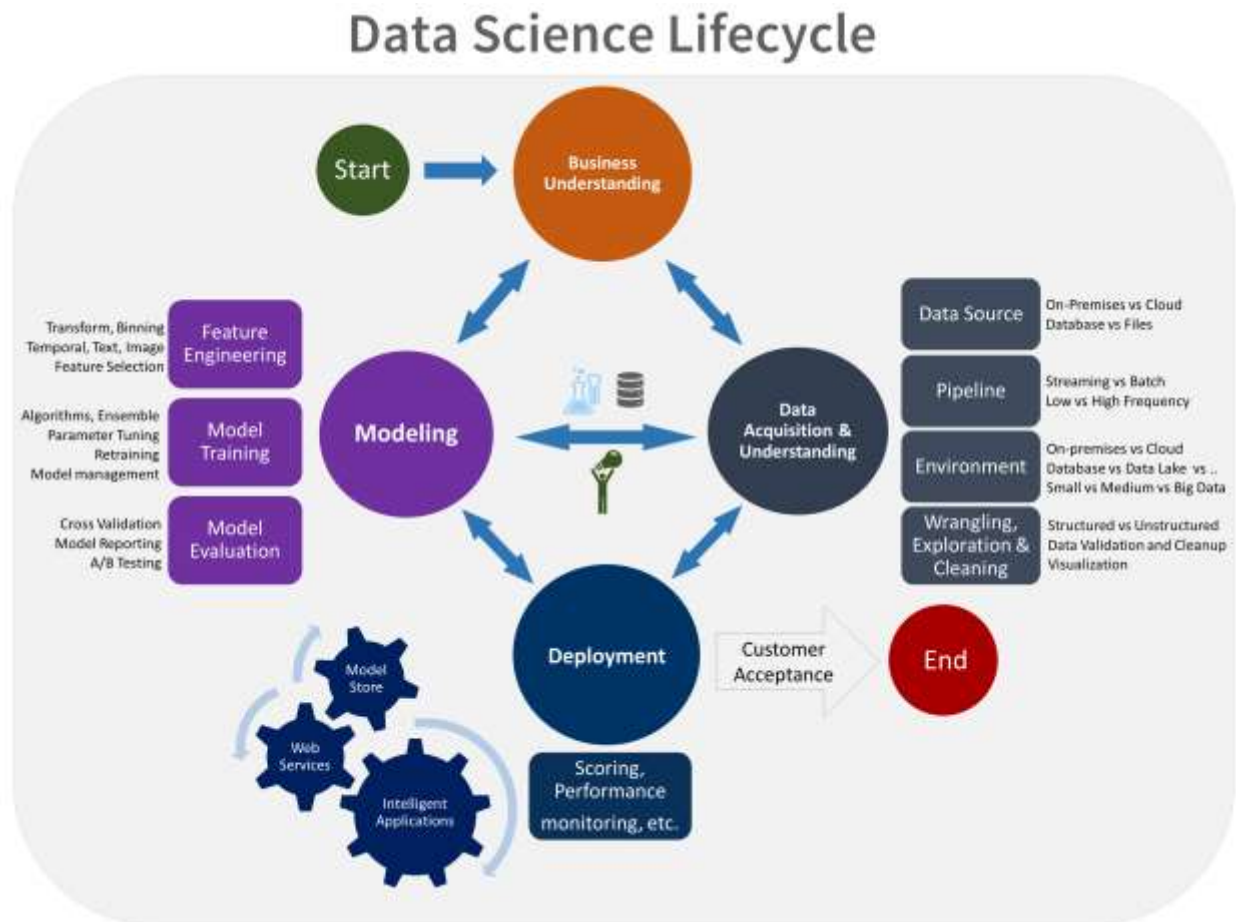 Data Science Lifecycle
Start
Business
Understanding
Transform, Binning
Temporal, Text, Image
Feature Selection
Feature
Engineering
Algorithms, Ensemble
Parameter Tuning
Retraining
Model management
Model
Training
Cross Validation
Model Reporting
A/B Testing
Model
Evaluation
Modeling
Data
Acquisition &
Understanding
Data Source
On-Premises vs Cloud
Database vs Files
Pipeline
Streaming vs Batch
Low vs High Frequency
Environment
On-premises vs Cloud
Database vs Data Lake vs ..
Small vs Medium vs Big Data
Wrangling,
Exploration &
Cleaning
Structured vs Unstructured
Data Validation and Cleanup
Visualization
Deployment
Customer
Acceptance
End
Model
Store
Web
Services
Intelligent
Applications
Scoring,
Performance
monitoring, etc.